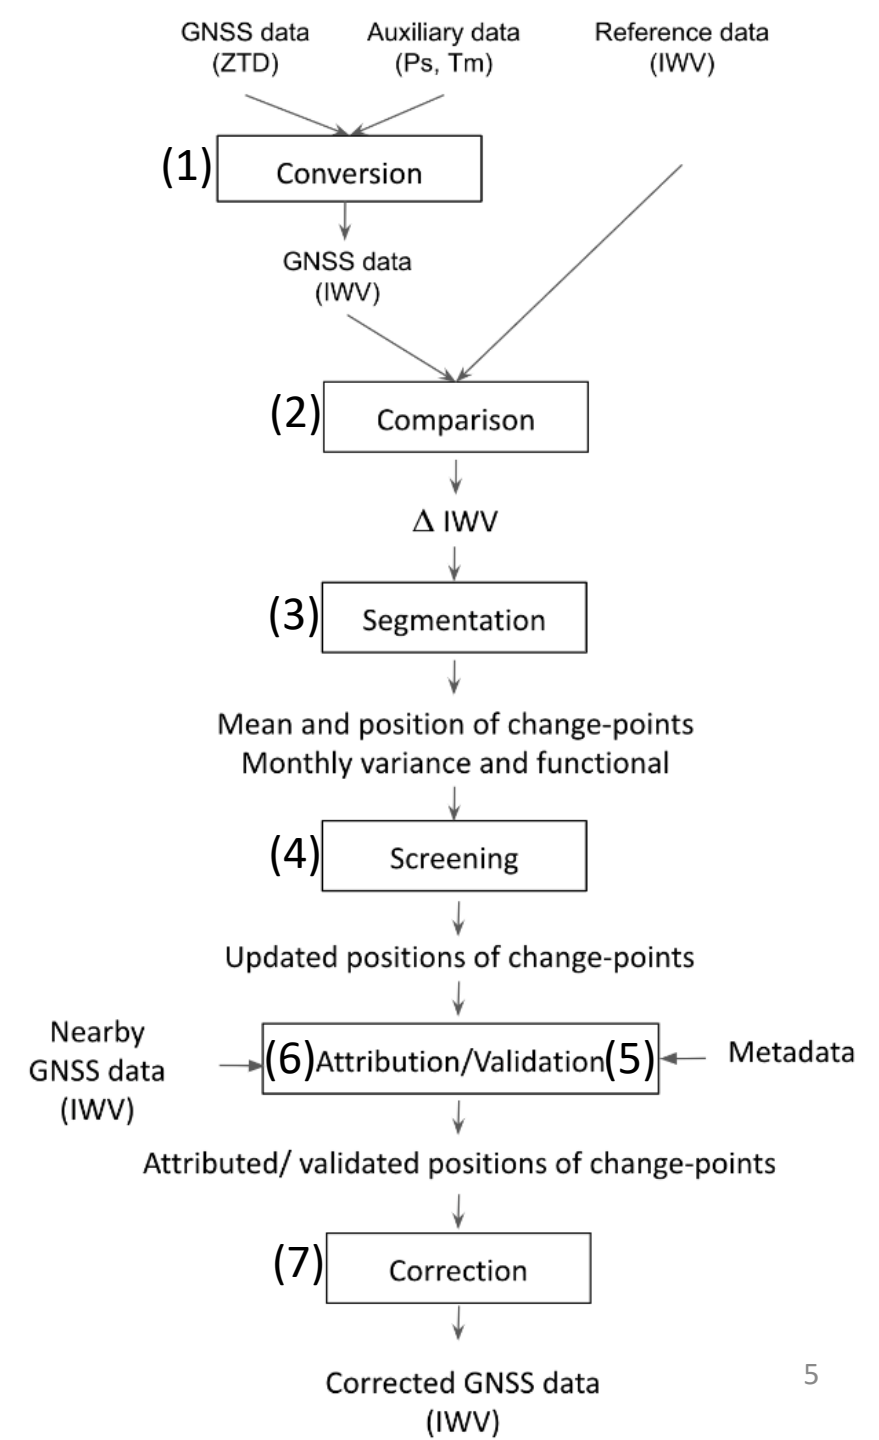 GNSS data
(ZTD)
Auxiliary data
(Ps, Tm)
Reference data
(IWV)
(1)
Conversion
GNSS data
(IWV)
(2)
Comparison
Δ IWV
(3)
Segmentation
Mean and position of change-points
Monthly variance and functional
(4)
Screening
Updated positions of change-points
Nearby
GNSS data
(IWV)
(6)Attribution/Validation(5)
Metadata
Attributed/ validated positions of change-points
(7)
Correction
Corrected GNSS data
(IWV)
5